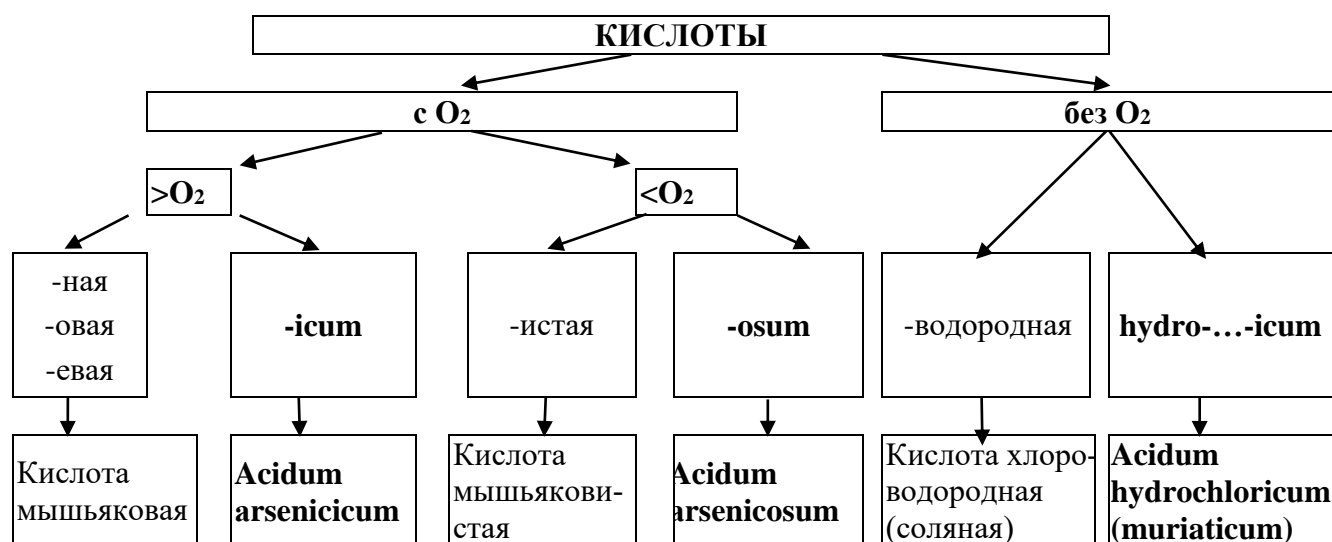 КИСЛОТЫ
с O2
без O2
>O2
<O2
-ная
-овая
-евая
-icum
-истая
-osum
-водородная
hydro-…-icum
Кислота
мышьяковая
Acidum
arsenicicum
Кислота
мышьякови-
стая
Acidum
arsenicosum
Кислота хлоро-
водородная
(соляная)
Acidum
hydrochloricum
(muriaticum)